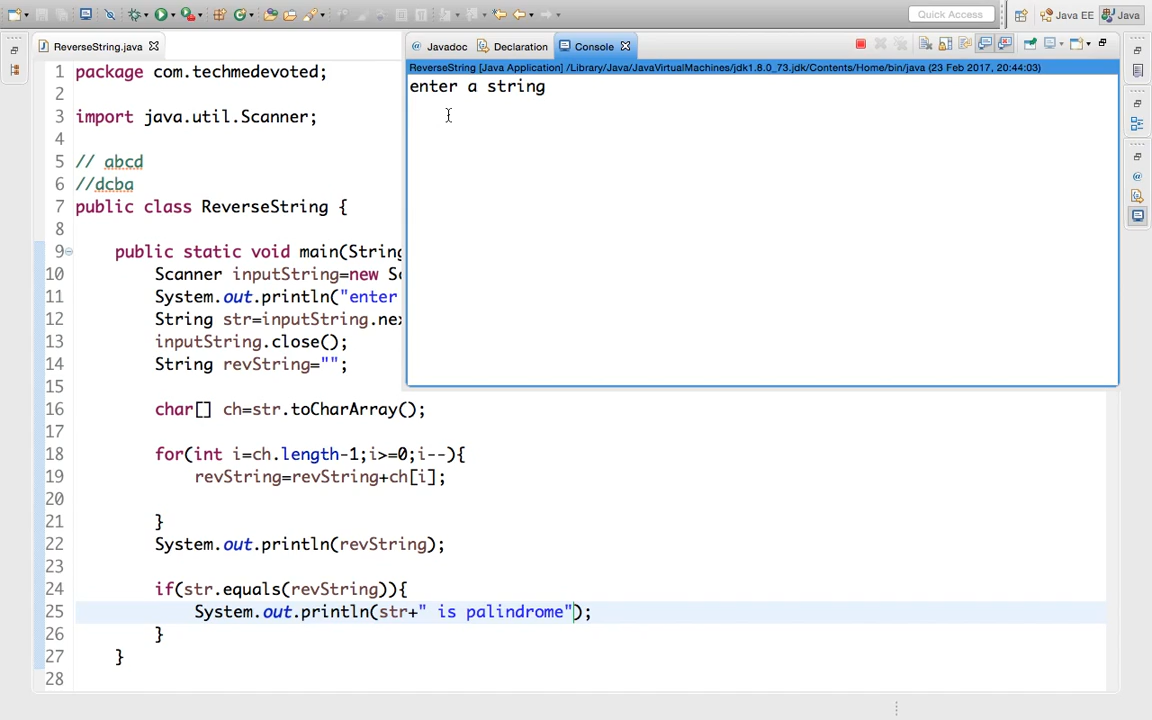 Quick Access
Java EE
Java
ReverseString.java
@ Javadoc
Declaration
Console
ReverseString [Java Application] /Library/Java/JavaVirtualMachines/jdk1.8.0_73.jdk/Contents/Home/bin/java (23 Feb 2017, 20:44:03)
enter a string
1 package com.techmedevoted;
2
3 import java.util.Scanner;
4
5 // abcd
6 //dcba
7 public class ReverseString {
8
9 public static void main(String
10 Scanner inputString=new Sc
11 System.out.println("enter
12 String str=inputString.nex
13 inputString.close();
14 String revString="";
15
16 char[] ch=str.toCharArray();
17
18 for(int i=ch.length-1;i>=0;i--){
19 revString=revString+ch[i];
20
21 }
22 System.out.println(revString);
23
24 if(str.equals(revString)){
25 System.out.println(str+" is palindrome");
26 }
27 }
28